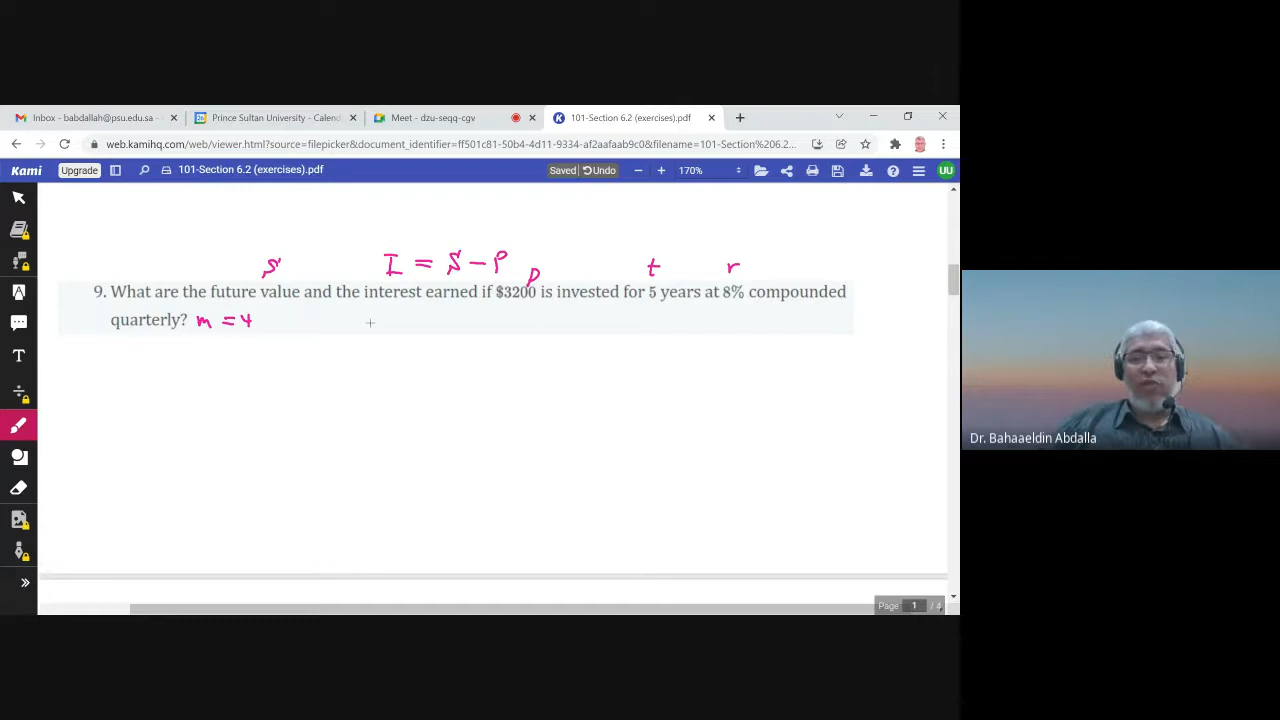 Inbox - babdallah@psu.edu.sa - 
Prince Sultan University - Calend
Meet - dzu-seqq-cgv
101-Section 6.2 (exercises).pdf
web.kamihq.com/web/viewer.html?source=filepicker&document_identifier=ff501c81-50b4-4d11-9334-af2aafaab9c0&filename=101-Section%206.2...
Kami Upgrade 101-Section 6.2 (exercises).pdf Saved Undo 170% UU
S I = S - P
P t r
9. What are the future value and the interest earned if $3200 is invested for 5 years at 8% compounded
quarterly? m = 4
Dr. Bahaaeldin Abdalla
Page 1 / 4